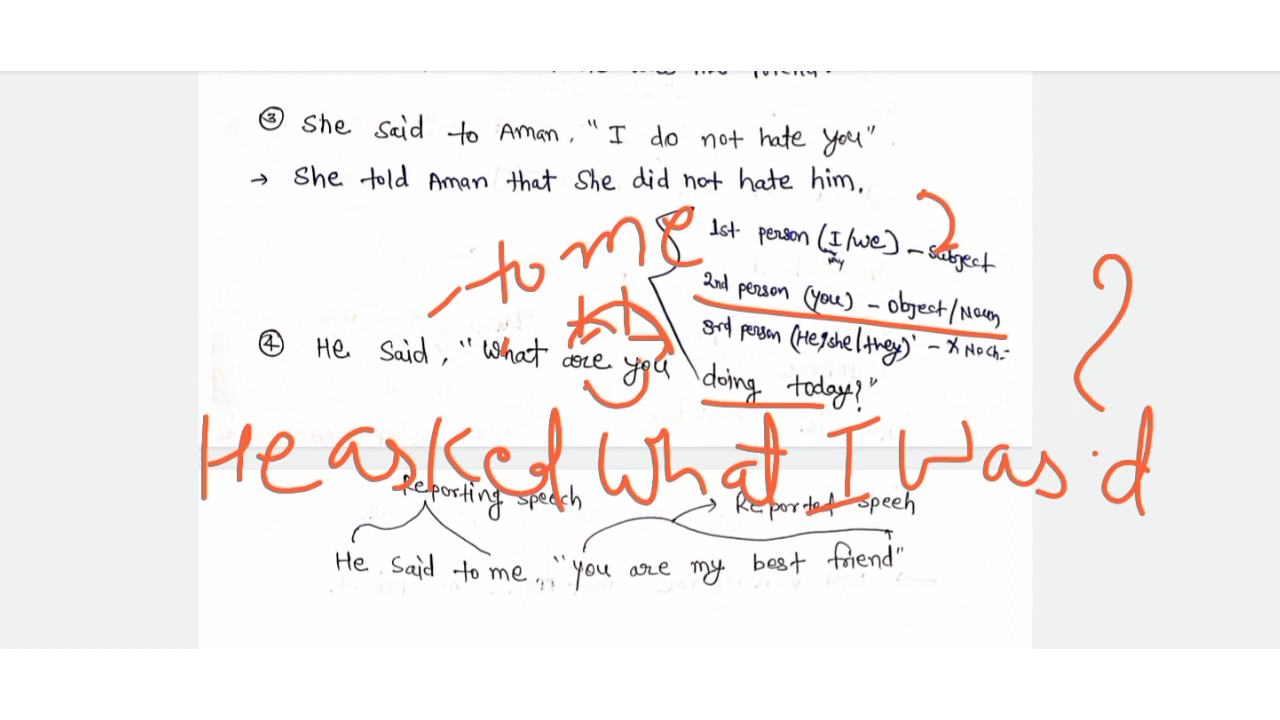 ③ She said to Aman, "I do not hate you"
→ She told Aman that she did not hate him.
to me
2
1st person (I/we) – Subject
my
2nd person (you) – object/Noun
?
3rd person (He/she/they) – × No ch.
④ He said, "What are you
doing today?"
He asked What I Was d
Reporting speech
→ Reported speeh
He said to me, "you are my best friend"